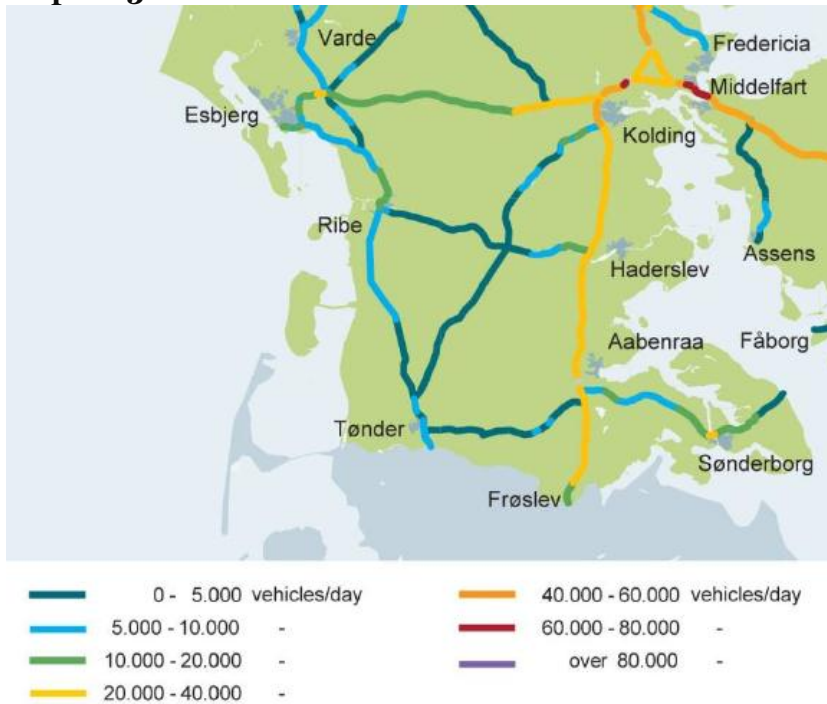 Varde
Fredericia
Middelfart
Esbjerg
Kolding
Ribe
Haderslev
Assens
Aabenraa
Fåborg
Tønder
Sønderborg
Frøslev
0 - 5.000 vehicles/day
5.000 - 10.000 -
10.000 - 20.000 -
20.000 - 40.000 -
40.000 - 60.000 vehicles/day
60.000 - 80.000 -
over 80.000 -